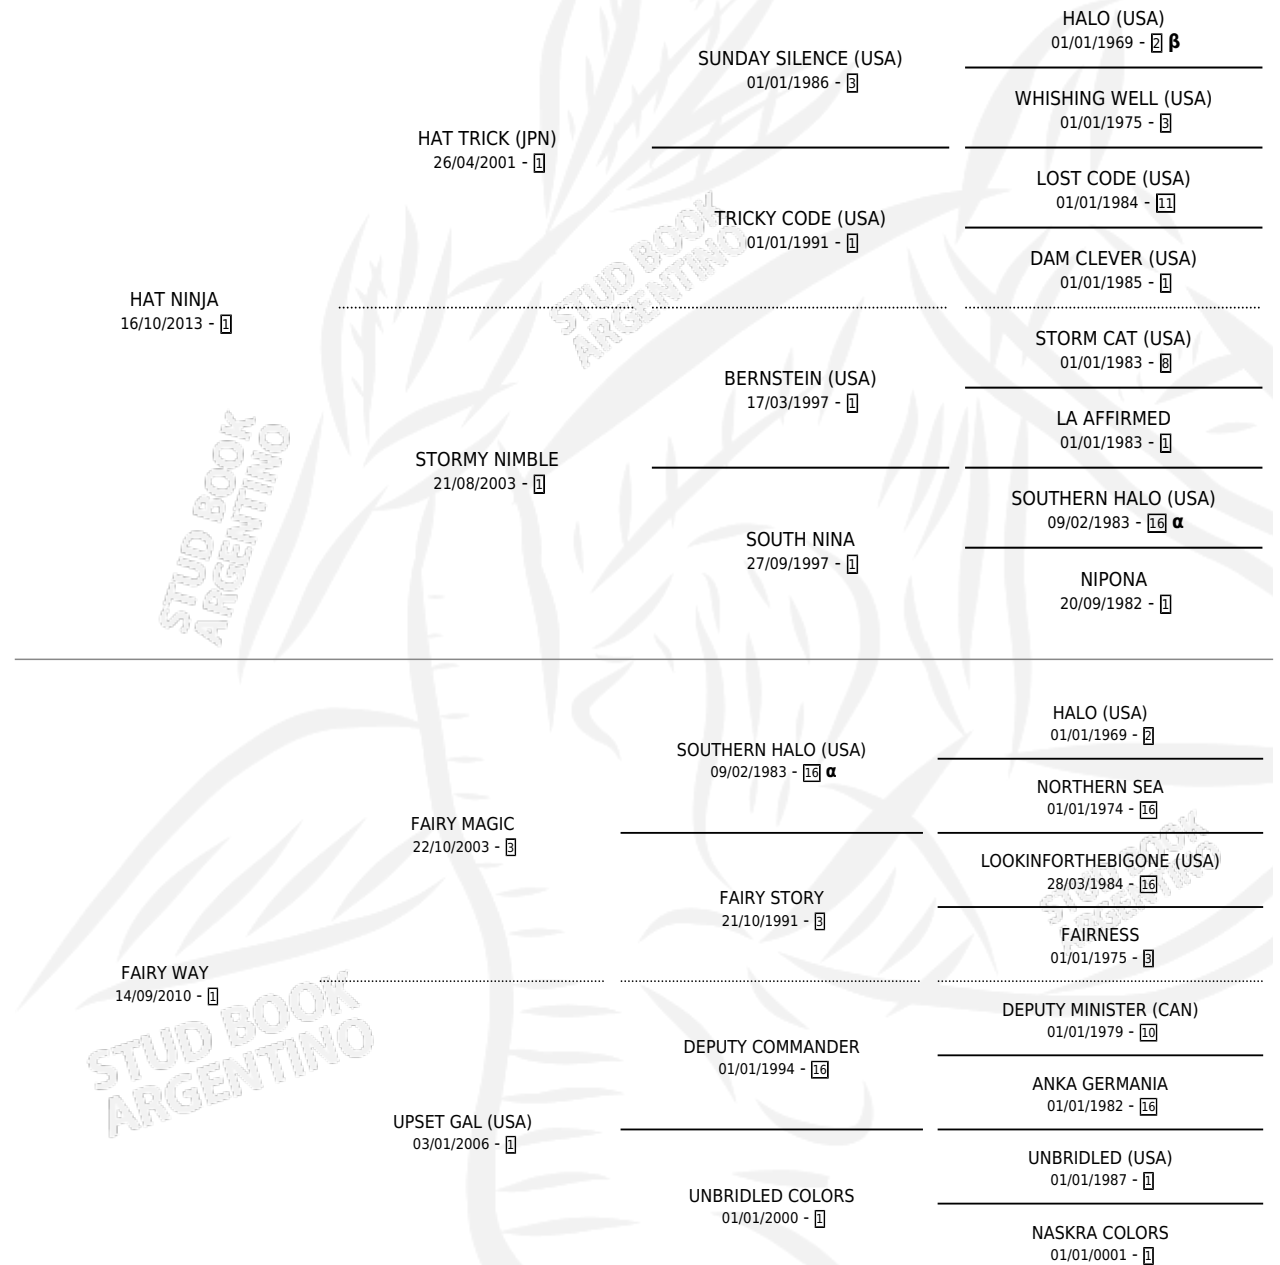 HALO (USA)
01/01/1969 - 2 β
SUNDAY SILENCE (USA)
01/01/1986 - 3
WHISHING WELL (USA)
01/01/1975 - 3
HAT TRICK (JPN)
26/04/2001 - 1
LOST CODE (USA)
01/01/1984 - 11
TRICKY CODE (USA)
01/01/1991 - 1
DAM CLEVER (USA)
01/01/1985 - 1
HAT NINJA
16/10/2013 - 1
STORM CAT (USA)
01/01/1983 - 8
BERNSTEIN (USA)
17/03/1997 - 1
LA AFFIRMED
01/01/1983 - 1
STORMY NIMBLE
21/08/2003 - 1
SOUTHERN HALO (USA)
09/02/1983 - 16 α
SOUTH NINA
27/09/1997 - 1
NIPONA
20/09/1982 - 1
HALO (USA)
01/01/1969 - 2
SOUTHERN HALO (USA)
09/02/1983 - 16 α
NORTHERN SEA
01/01/1974 - 16
FAIRY MAGIC
22/10/2003 - 3
LOOKINFORTHEBIGONE (USA)
28/03/1984 - 16
FAIRY STORY
21/10/1991 - 3
FAIRNESS
01/01/1975 - 3
FAIRY WAY
14/09/2010 - 1
DEPUTY MINISTER (CAN)
01/01/1979 - 10
DEPUTY COMMANDER
01/01/1994 - 16
ANKA GERMANIA
01/01/1982 - 16
UPSET GAL (USA)
03/01/2006 - 1
UNBRIDLED (USA)
01/01/1987 - 1
UNBRIDLED COLORS
01/01/2000 - 1
NASKRA COLORS
01/01/0001 - 1
STUD BOOK
ARGENTINO
STUD BOOK
ARGENTINO
STUD BOOK
ARGENTINO
STUD BOOK
ARGENTINO